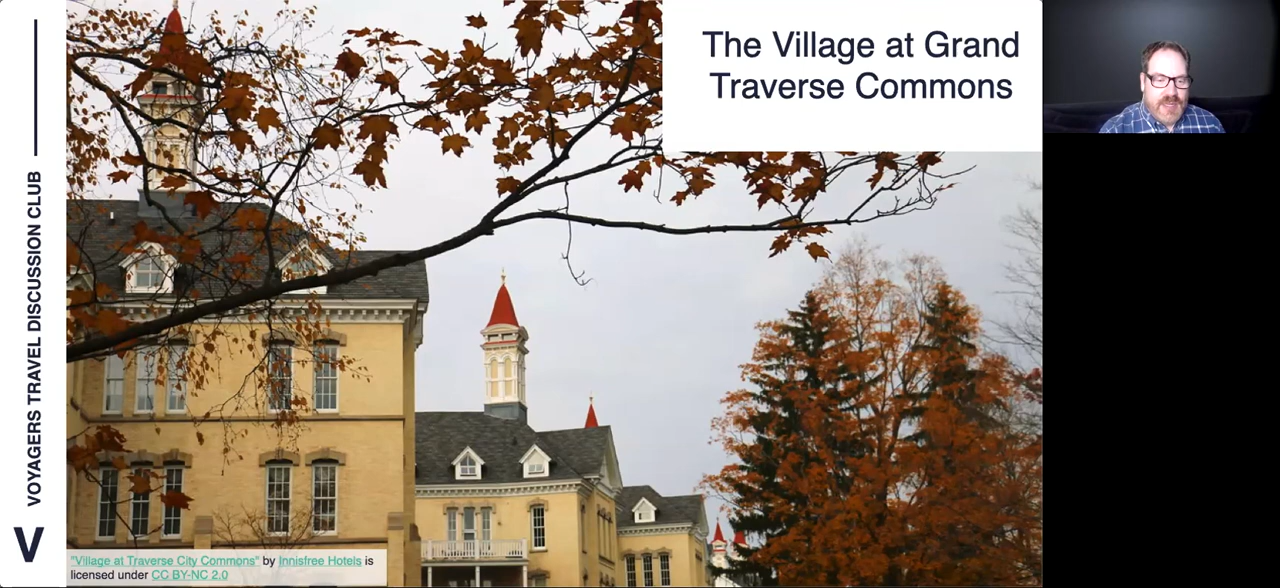 The Village at Grand
Traverse Commons
VOYAGERS TRAVEL DISCUSSION CLUB
V
"Village at Traverse City Commons" by Innisfree Hotels is
licensed under CC BY-NC 2.0